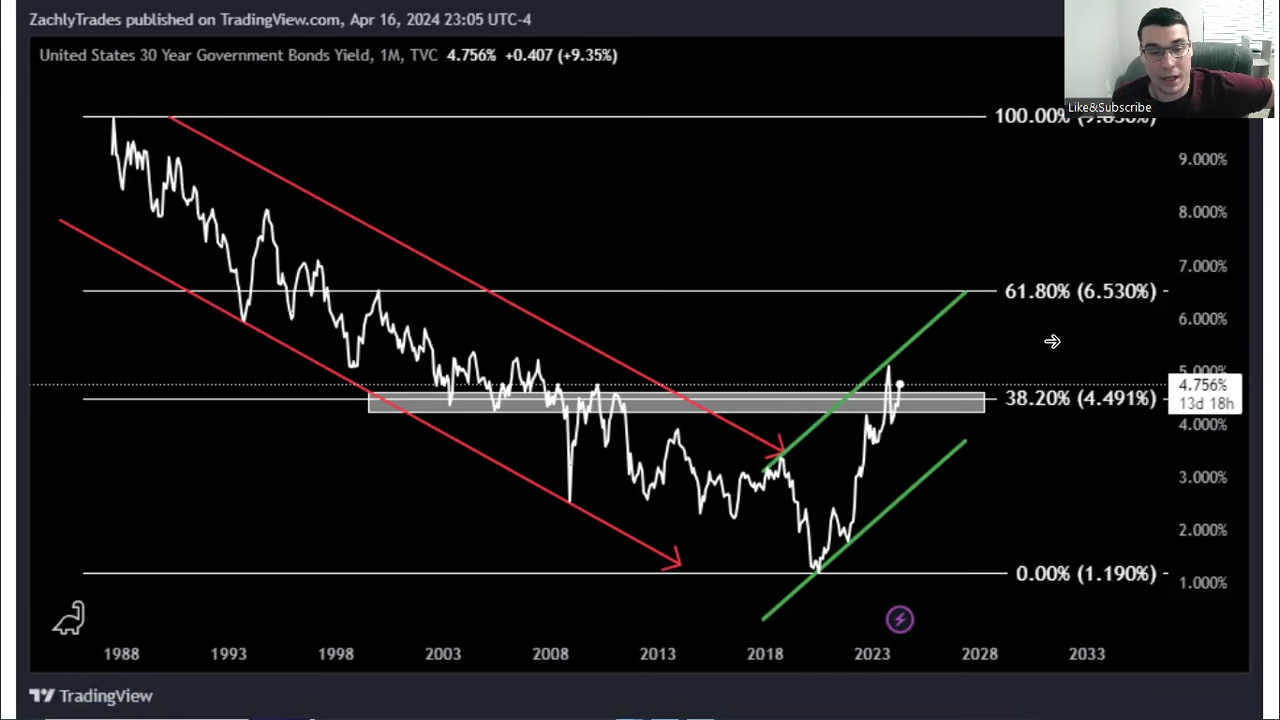 ZachlyTrades published on TradingView.com, Apr 16, 2024 23:05 UTC-4
United States 30 Year Government Bonds Yield, 1M, TVC 4.756% +0.407 (+9.35%)
Like&Subscribe
100.00%
9.000%
8.000%
7.000%
61.80% (6.530%)
6.000%
5.000%
4.756%
38.20% (4.491%)
13d 18h
4.000%
3.000%
2.000%
0.00% (1.190%)
1.000%
1988 1993 1998 2003 2008 2013 2018 2023 2028 2033
TradingView